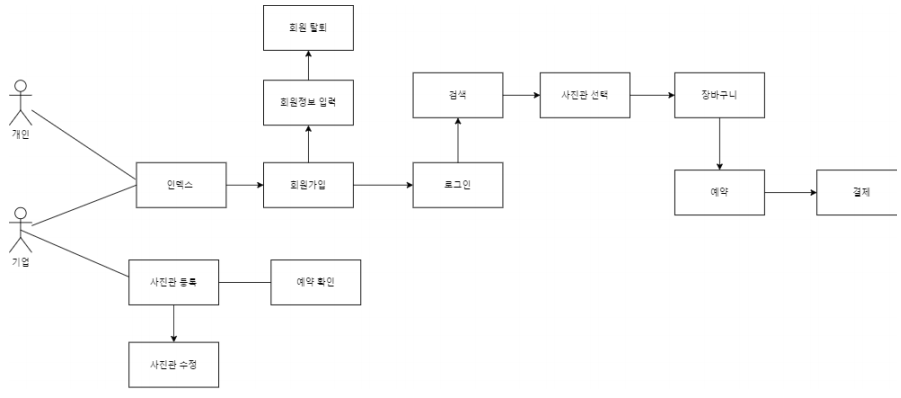 회원 탈퇴
회원정보 입력
검색
사진관 선택
장바구니
개인
인덱스
회원가입
로그인
예약
결제
기업
사진관 등록
예약 확인
사진관 수정